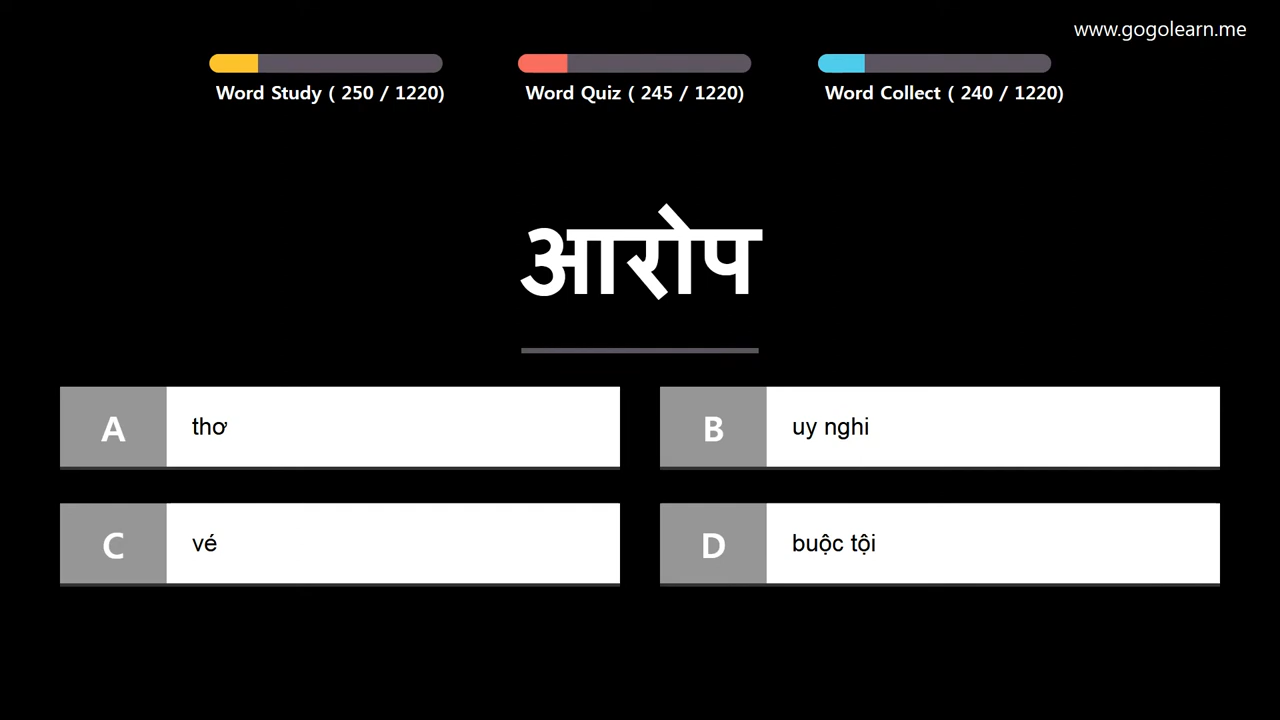 www.gogolearn.me
Word Study ( 250 / 1220)
Word Quiz ( 245 / 1220)
Word Collect ( 240 / 1220)
आरोप
A
thơ
B
uy nghi
C
vé
D
buộc tội